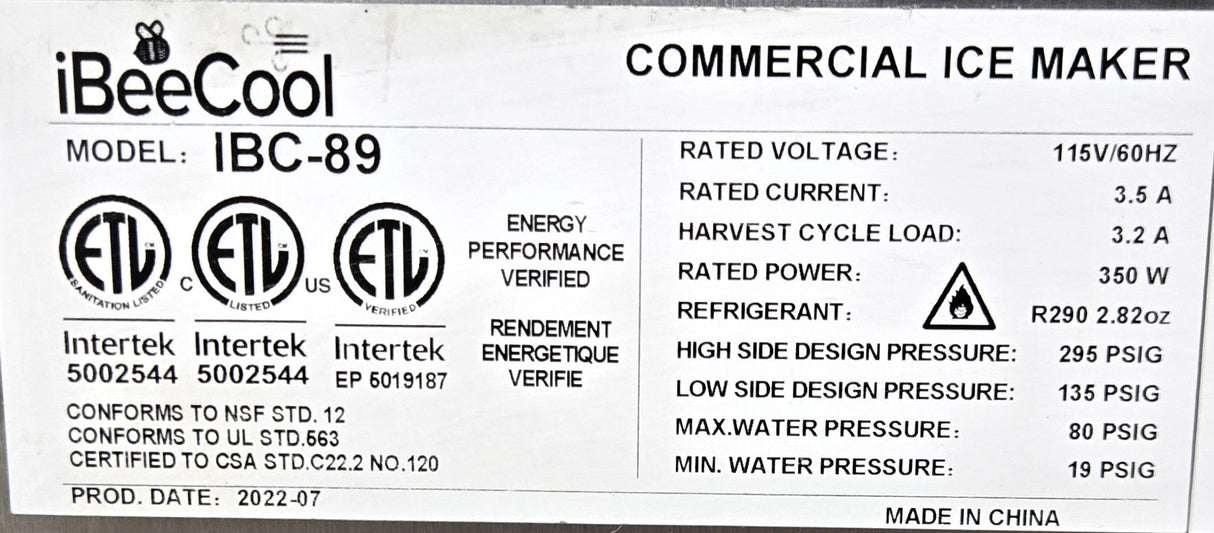 iBeeCool
COMMERCIAL ICE MAKER
MODEL: IBC-89
ETL CM
SANITATION LISTED
C ETL CM US
LISTED
ETL CM
VERIFIED
Intertek
5002544
Intertek
5002544
Intertek
EP 5019187
ENERGY
PERFORMANCE
VERIFIED
RENDEMENT
ENERGETIQUE
VERIFIE
CONFORMS TO NSF STD. 12
CONFORMS TO UL STD.563
CERTIFIED TO CSA STD.C22.2 NO.120
PROD. DATE: 2022-07
RATED VOLTAGE: 115V/60HZ
RATED CURRENT: 3.5 A
HARVEST CYCLE LOAD: 3.2 A
RATED POWER: 350 W
REFRIGERANT: R290 2.82oz
HIGH SIDE DESIGN PRESSURE: 295 PSIG
LOW SIDE DESIGN PRESSURE: 135 PSIG
MAX.WATER PRESSURE: 80 PSIG
MIN. WATER PRESSURE: 19 PSIG
MADE IN CHINA